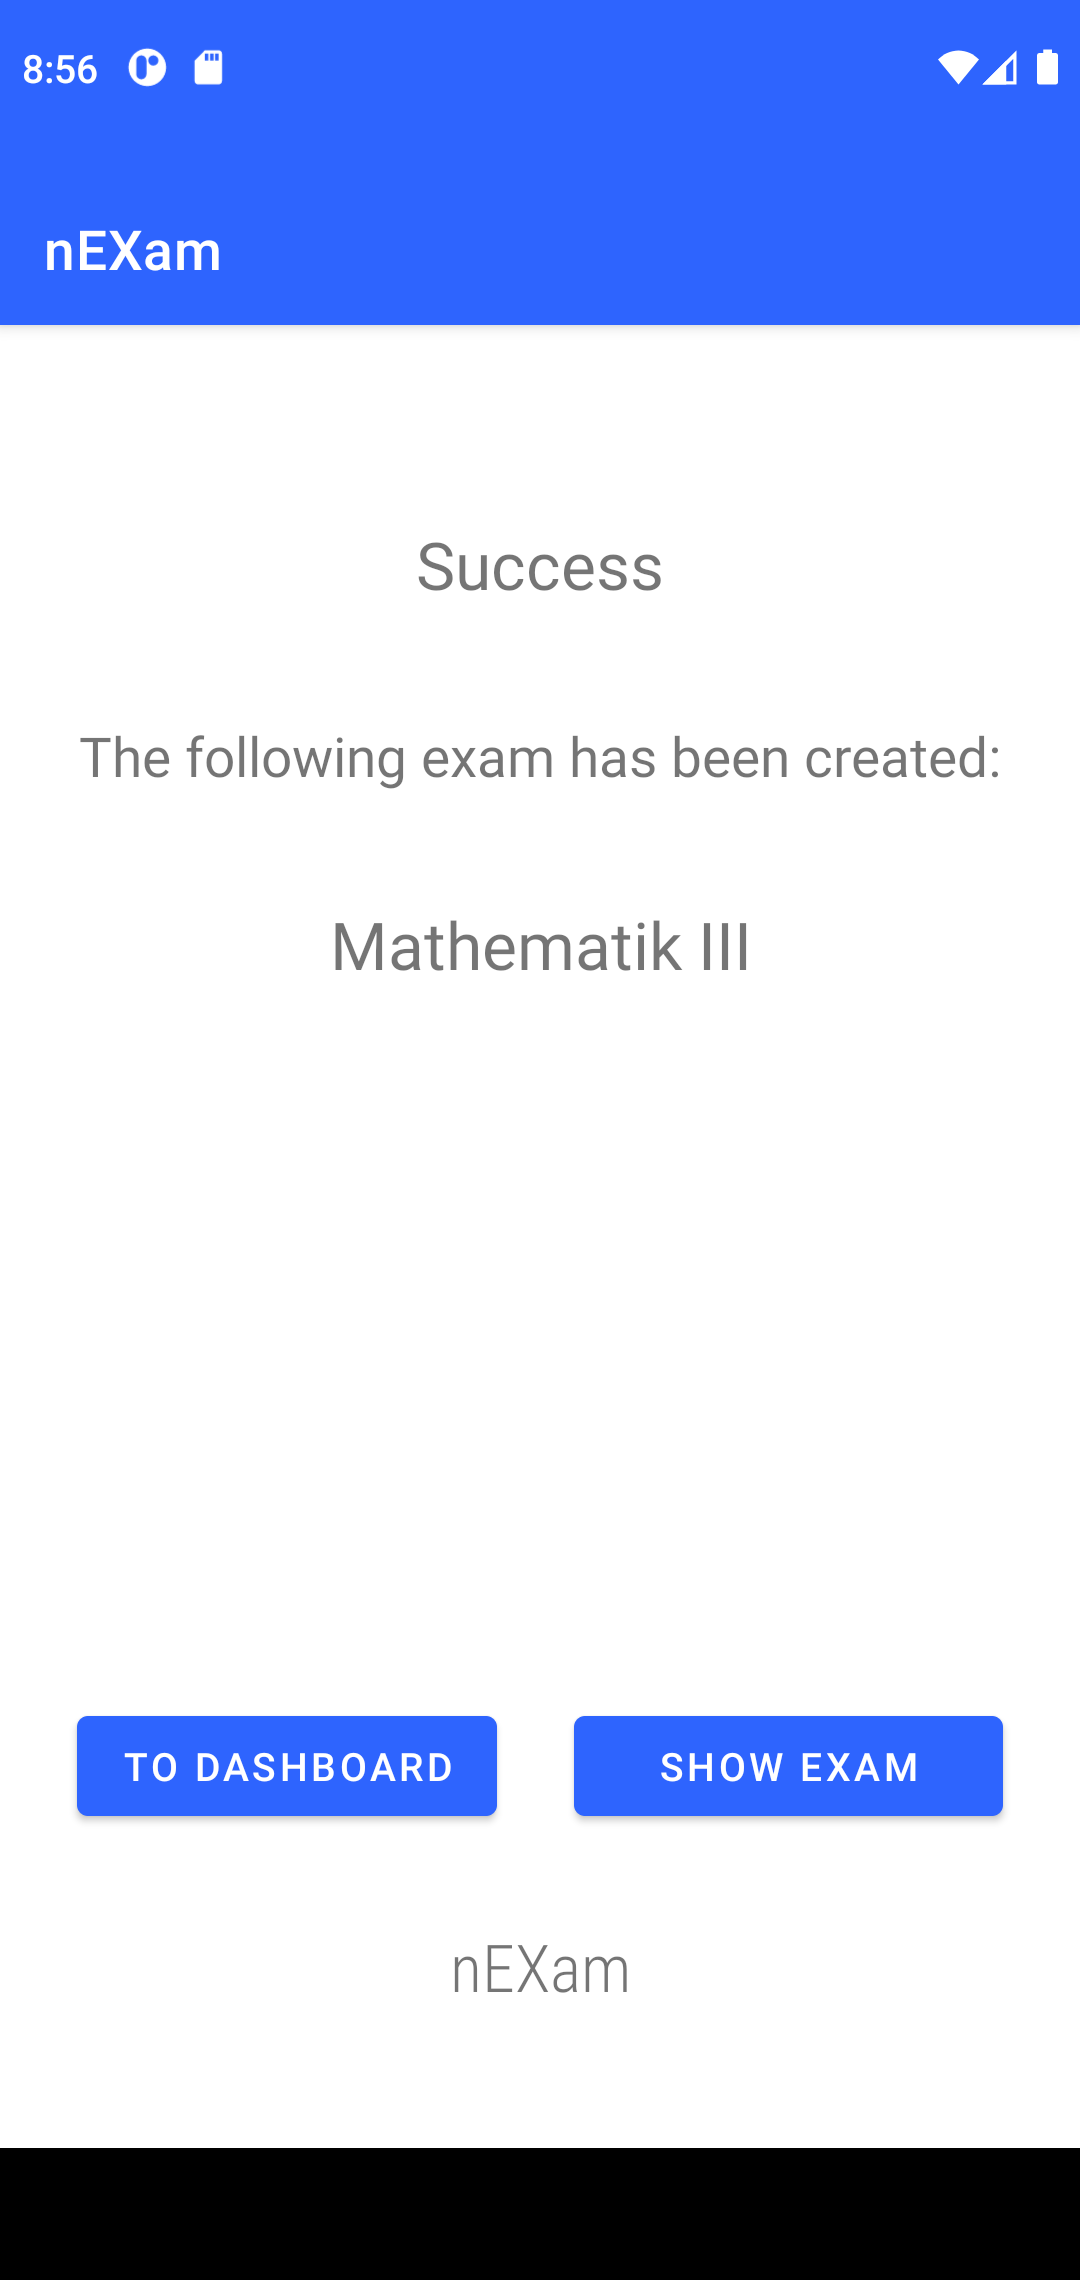 8:56
nEXam
Success
The following exam has been created:
Mathematik III
TO DASHBOARD
SHOW EXAM
nEXam